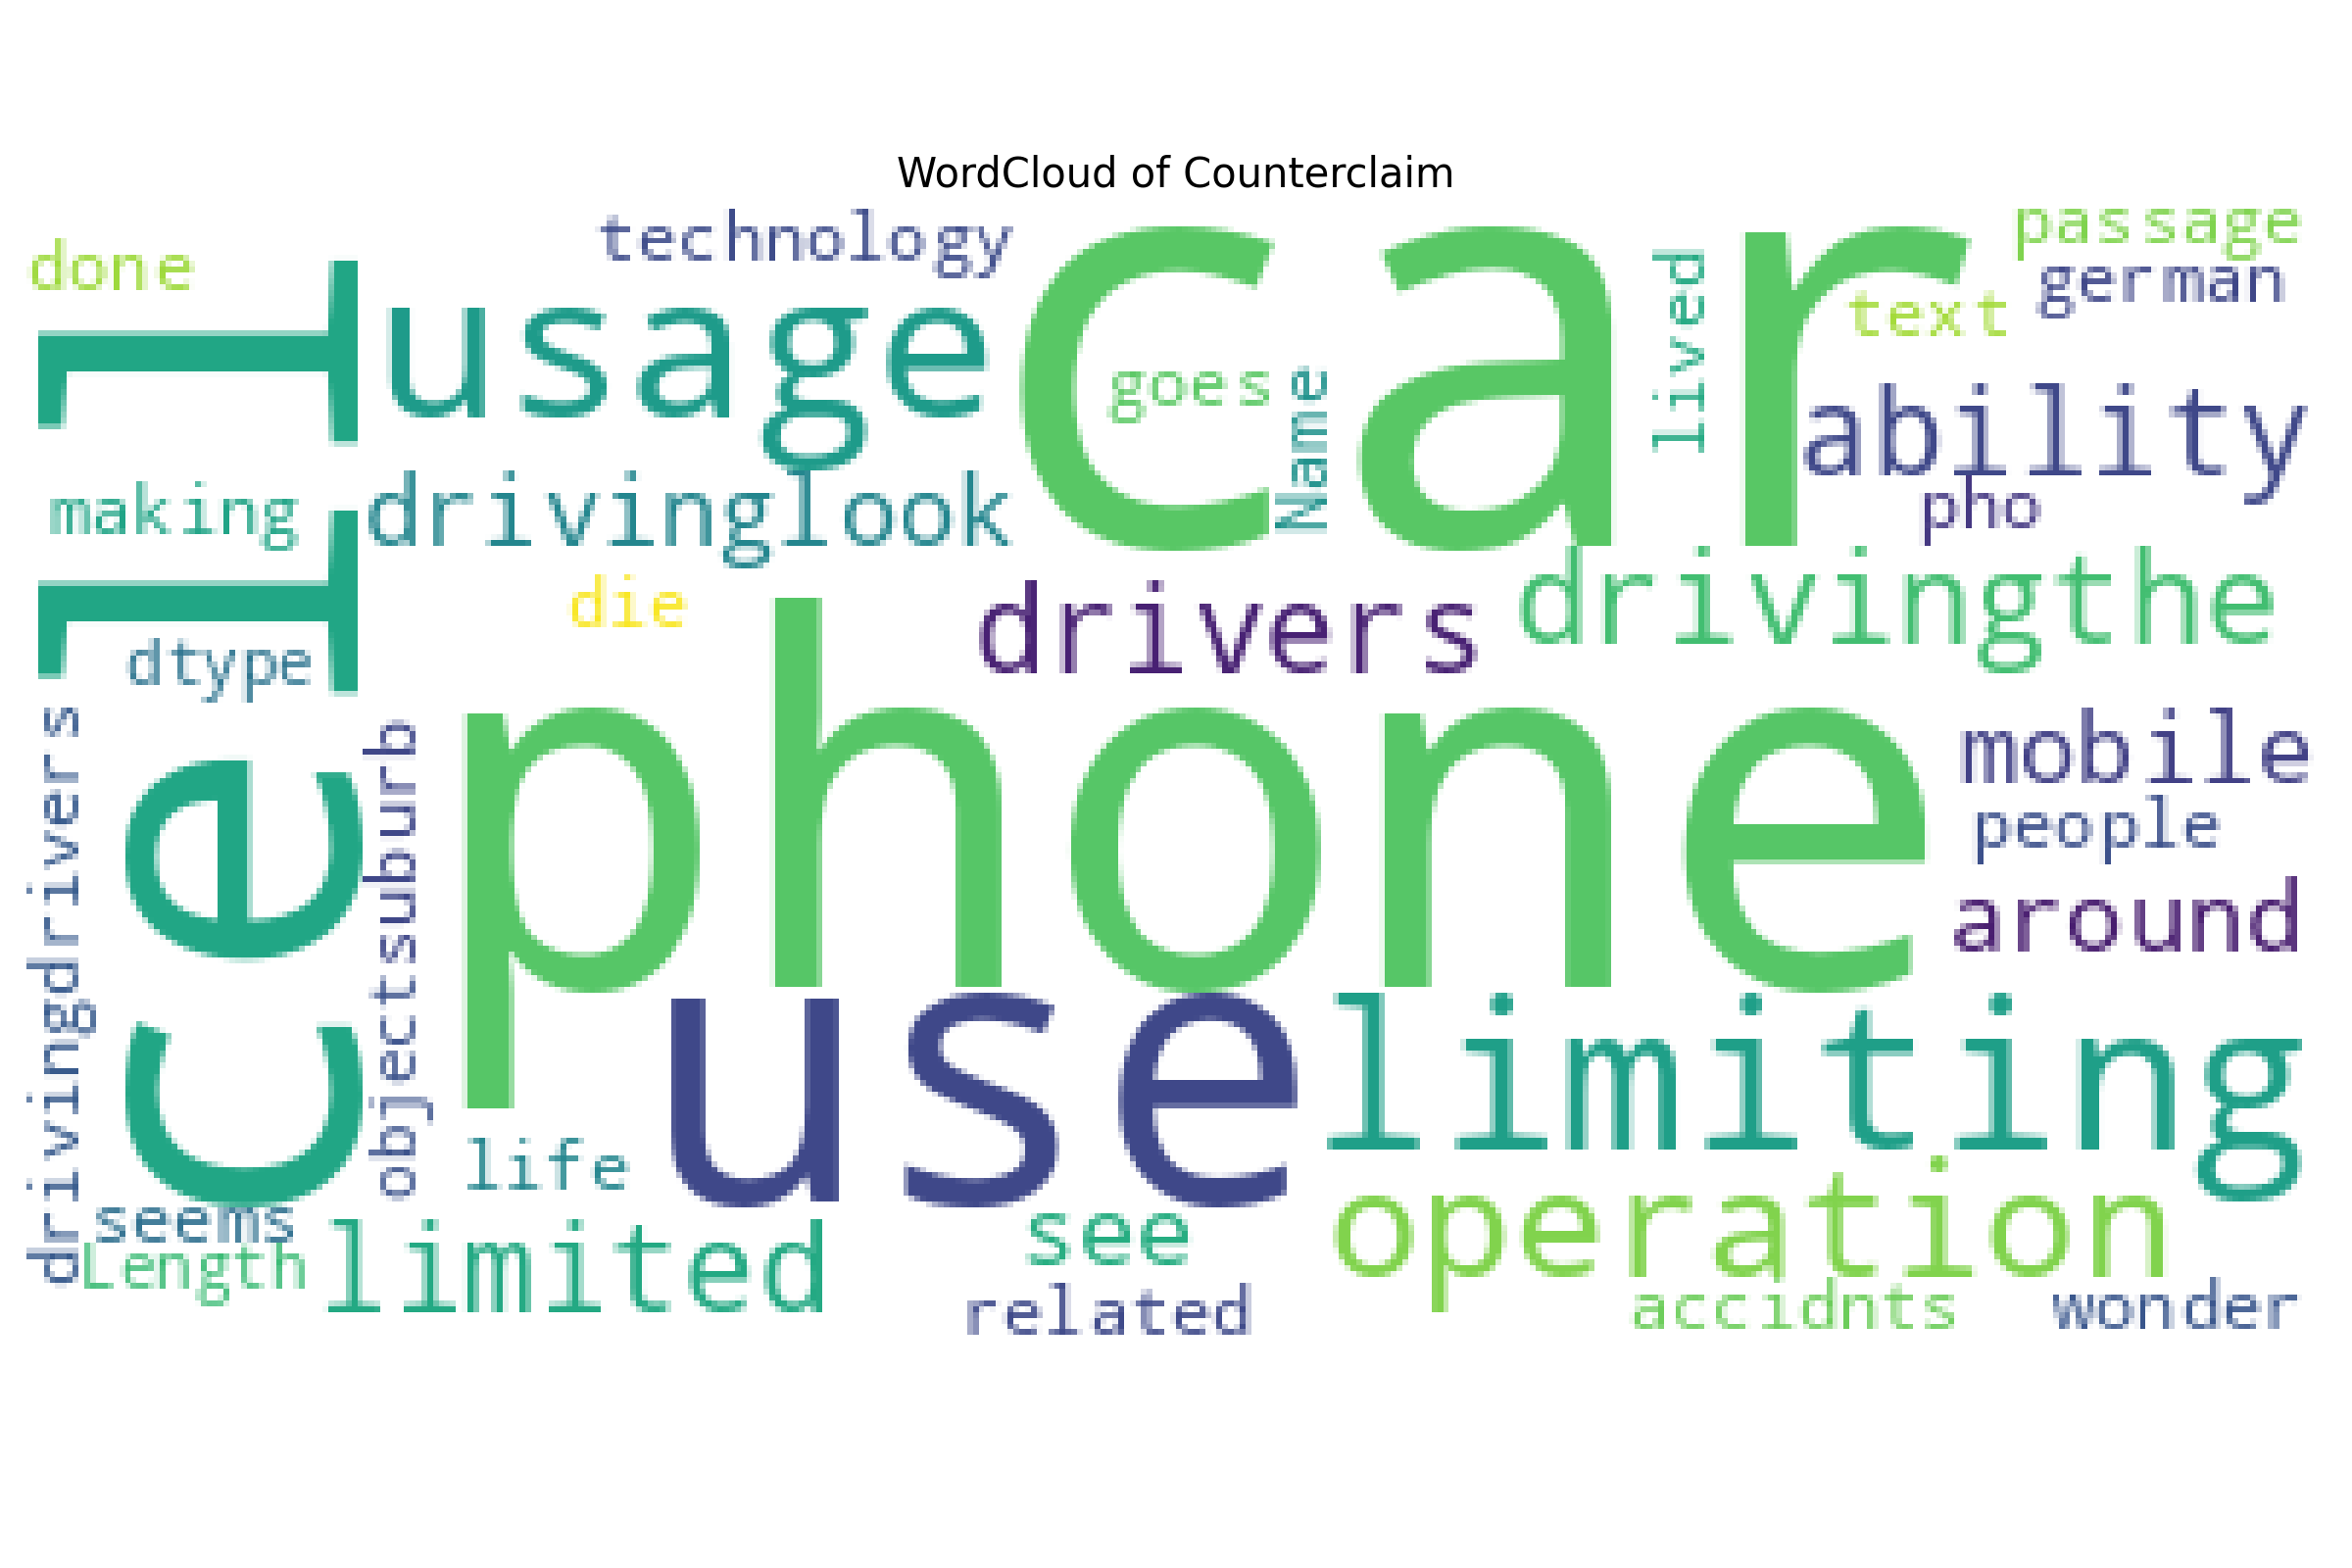 WordCloud of Counterclaim
done
technology
car
lived
passage
german
text
usage
goes
Name
ability
making
drivinglook
pho
cell
die
drivers
drivingthe
dtype
phone
mobile
people
around
drivingdrivers
objectsuburb
use
limiting
life
seems
Length
limited
see
operation
related
accidnts
wonder